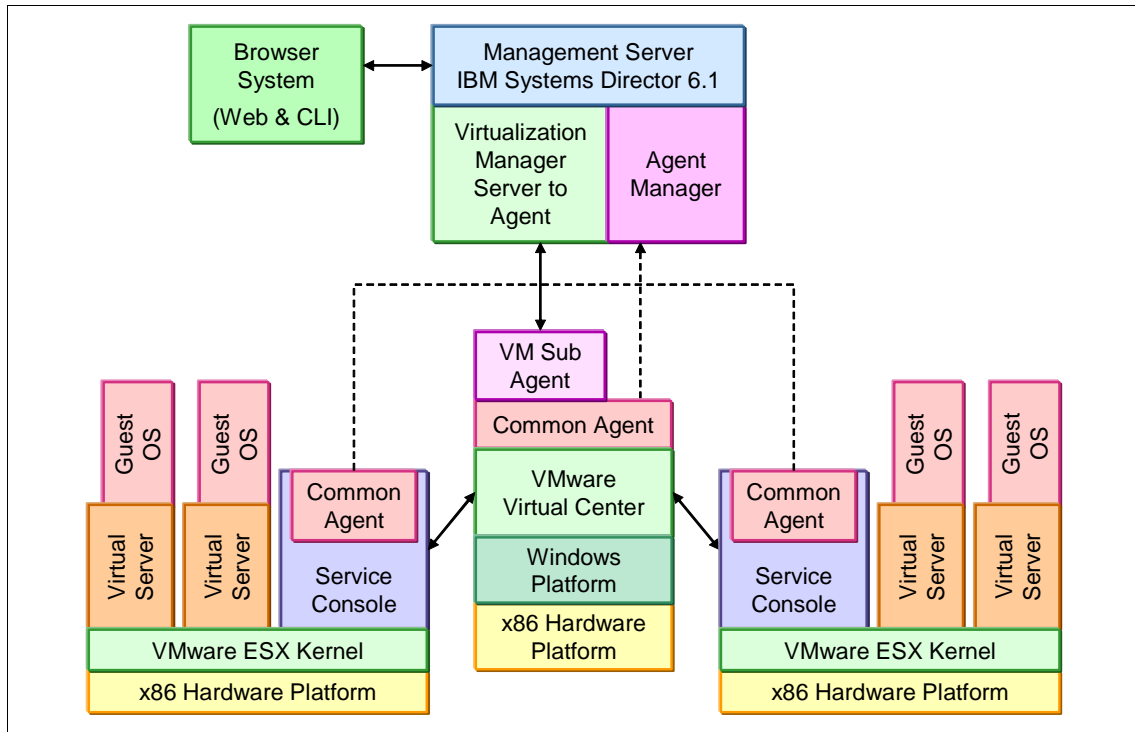 Browser
System
(Web & CLI)
Management Server
IBM Systems Director 6.1
Virtualization
Manager
Server to
Agent
Agent
Manager
VM Sub
Agent
Common Agent
VMware
Virtual Center
Windows
Platform
x86 Hardware
Platform
Guest
OS
Guest
OS
Virtual
Server
Virtual
Server
Common
Agent
Service
Console
VMware ESX Kernel
x86 Hardware Platform
Common
Agent
Service
Console
Guest
OS
Guest
OS
Virtual
Server
Virtual
Server
VMware ESX Kernel
x86 Hardware Platform